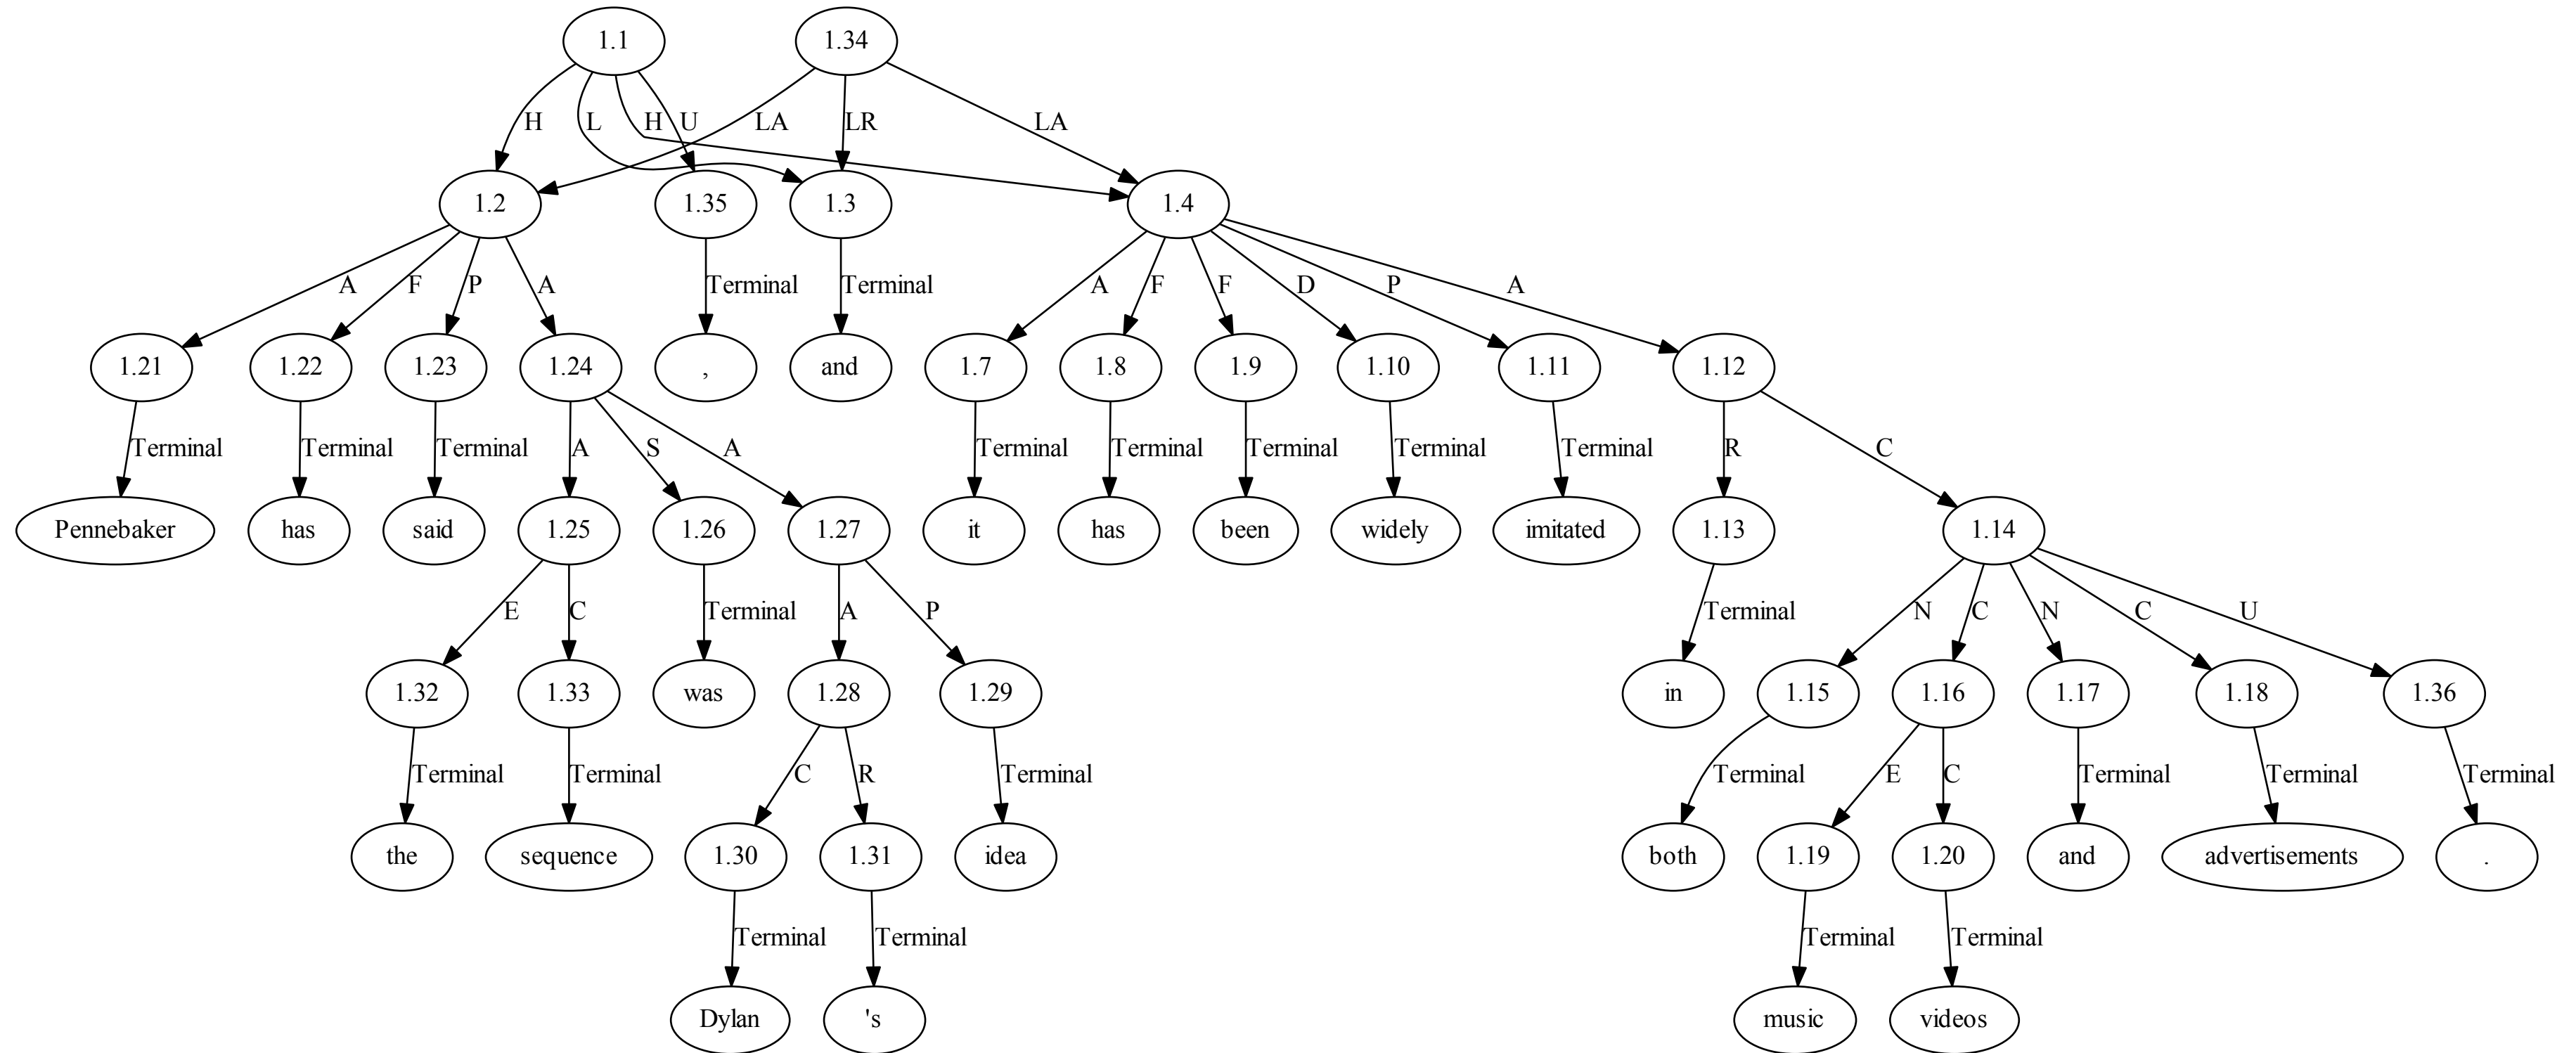 1.1 1.34
H L H U LA LR LA
1.2 1.35 1.3 1.4
A F P A Terminal Terminal A F F D P A
1.21 1.22 1.23 1.24 , and 1.7 1.8 1.9 1.10 1.11 1.12
Terminal Terminal Terminal A S A Terminal Terminal Terminal Terminal Terminal R C
Pennebaker has said 1.25 1.26 1.27 it has been widely imitated 1.13 1.14
E C Terminal A P Terminal N C N C U
1.32 1.33 was 1.28 1.29 in 1.15 1.16 1.17 1.18 1.36
Terminal Terminal C R Terminal Terminal E C Terminal Terminal Terminal
the sequence 1.30 1.31 idea both 1.19 1.20 and advertisements .
Terminal Terminal Terminal Terminal
Dylan 's music videos